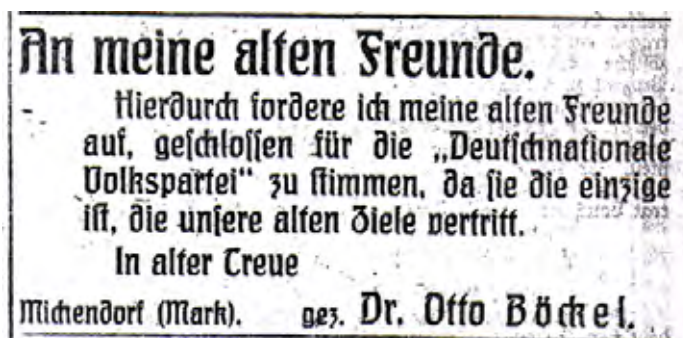 An meine alten Freunde.
Hierdurch fordere ich meine alten Freunde
auf, geschlossen für die „Deutschnationale
Volkspartei“ zu stimmen, da sie die einzige
ist, die unsere alten Ziele vertritt.
In alter Treue
Michendorf (Mark). gez. Dr. Otto Böckel.